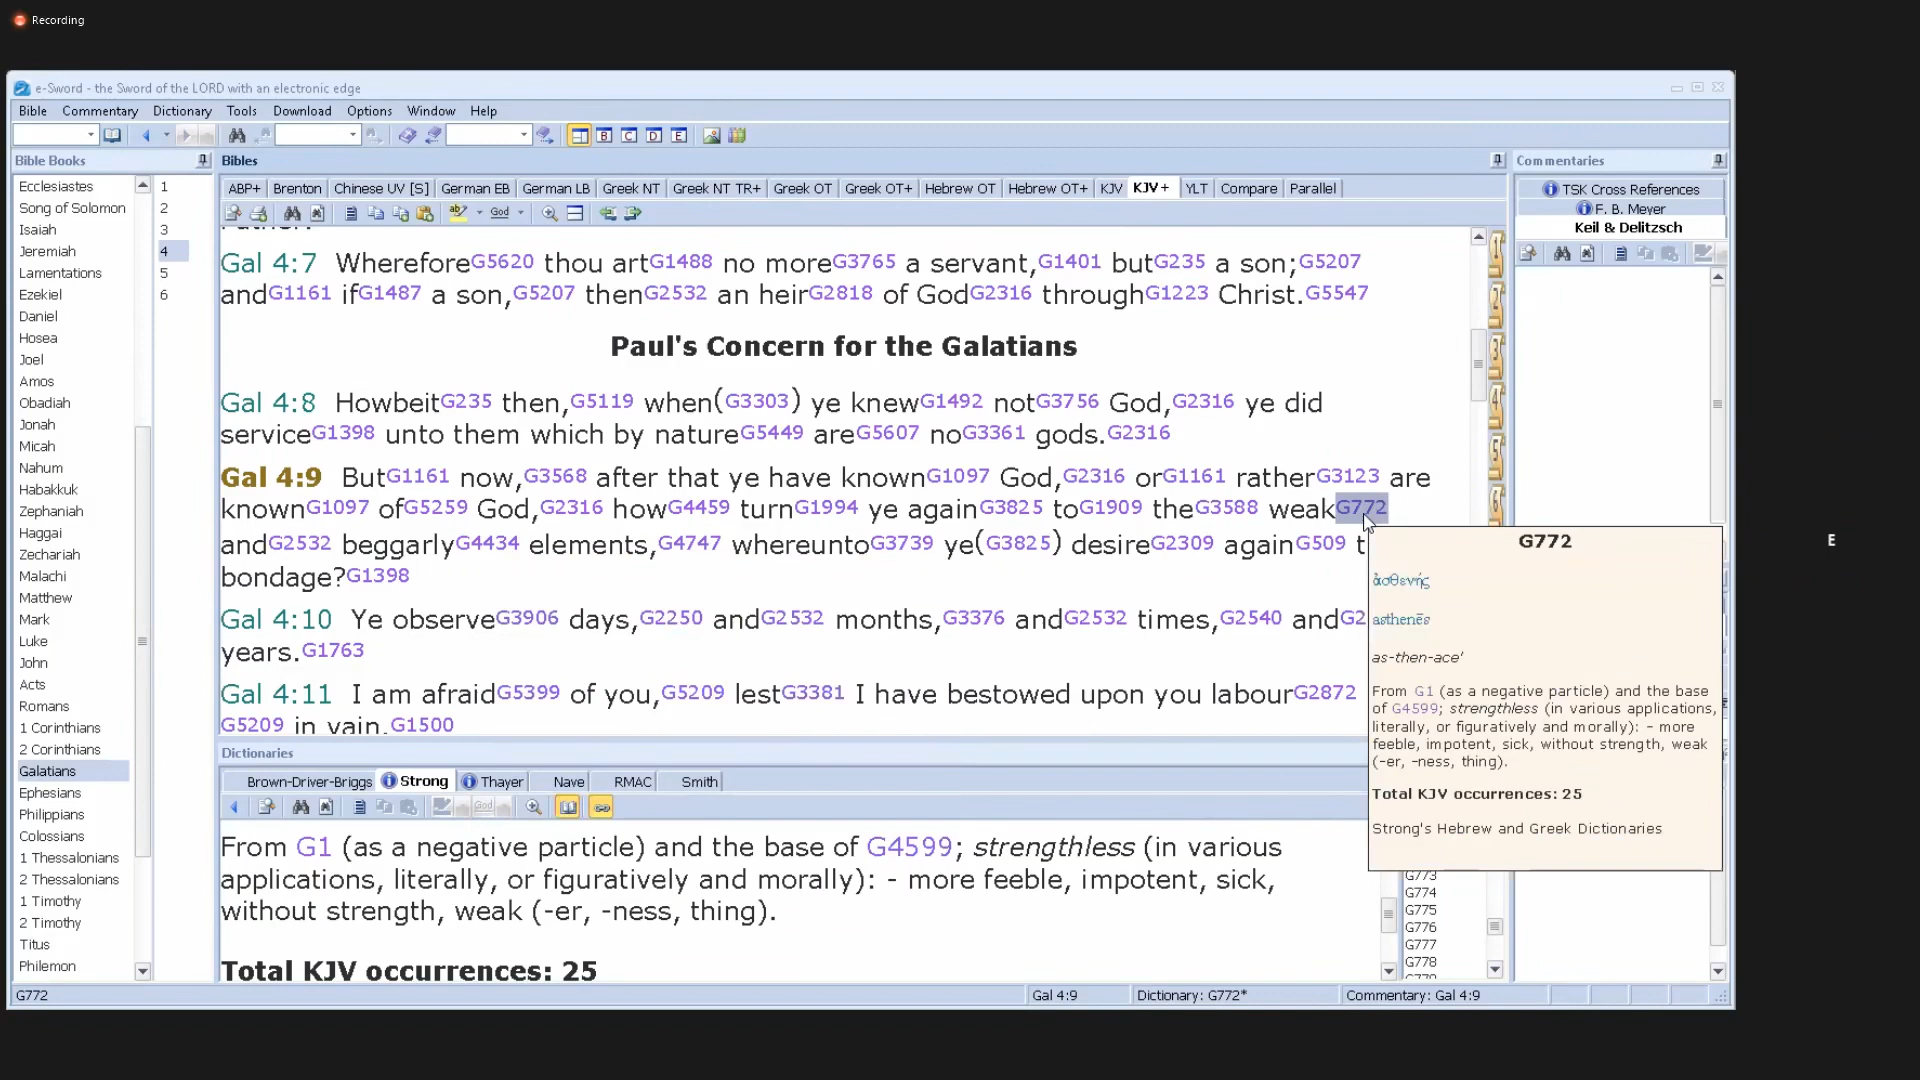 Recording
e-Sword - the Sword of the LORD with an electronic edge
Bible Commentary Dictionary Tools Download Options Window Help
B C D E
Bible Books
Ecclesiastes
Song of Solomon
Isaiah
Jeremiah
Lamentations
Ezekiel
Daniel
Hosea
Joel
Amos
Obadiah
Jonah
Micah
Nahum
Habakkuk
Zephaniah
Haggai
Zechariah
Malachi
Matthew
Mark
Luke
John
Acts
Romans
1 Corinthians
2 Corinthians
Galatians
Ephesians
Philippians
Colossians
1 Thessalonians
2 Thessalonians
1 Timothy
2 Timothy
Titus
Philemon
1
2
3
4
5
6
Bibles
ABP+ Brenton Chinese UV [S] German EB German LB Greek NT Greek NT TR+ Greek OT Greek OT+ Hebrew OT Hebrew OT+ KJV KJV+ YLT Compare Parallel
God
Gal 4:7 WhereforeG5620 thou artG1488 no moreG3765 a servant,G1401 butG235 a son;G5207
andG1161 ifG1487 a son,G5207 thenG2532 an heirG2818 of GodG2316 throughG1223 Christ.G5547
Paul's Concern for the Galatians
Gal 4:8 HowbeitG235 then,G5119 when(G3303) ye knewG1492 notG3756 God,G2316 ye did
serviceG1398 unto them which by natureG5449 areG5607 noG3361 gods.G2316
Gal 4:9 ButG1161 now,G3568 after that ye have knownG1097 God,G2316 orG1161 ratherG3123 are
knownG1097 ofG5259 God,G2316 howG4459 turnG1994 ye againG3825 toG1909 theG3588 weakG772
andG2532 beggarlyG4434 elements,G4747 whereuntoG3739 ye(G3825) desireG2309 againG509 t
bondage?G1398
Gal 4:10 Ye observeG3906 days,G2250 andG2532 months,G3376 andG2532 times,G2540 andG2
years.G1763
Gal 4:11 I am afraidG5399 of you,G5209 lestG3381 I have bestowed upon you labourG2872
G5209 in vain.G1500
1
2
3
4
5
6
Commentaries
TSK Cross References
F. B. Meyer
Keil & Delitzsch
G772
ἀσθενής
asthenēs
as-then-ace'
From G1 (as a negative particle) and the base
of G4599; strengthless (in various applications,
literally, or figuratively and morally): - more
feeble, impotent, sick, without strength, weak
(-er, -ness, thing).
Total KJV occurrences: 25
Strong's Hebrew and Greek Dictionaries
Dictionaries
Brown-Driver-Briggs Strong Thayer Nave RMAC Smith
God
From G1 (as a negative particle) and the base of G4599; strengthless (in various
applications, literally, or figuratively and morally): - more feeble, impotent, sick,
without strength, weak (-er, -ness, thing).
Total KJV occurrences: 25
G773
G774
G775
G776
G777
G778
E
G772 Gal 4:9 Dictionary: G772* Commentary: Gal 4:9